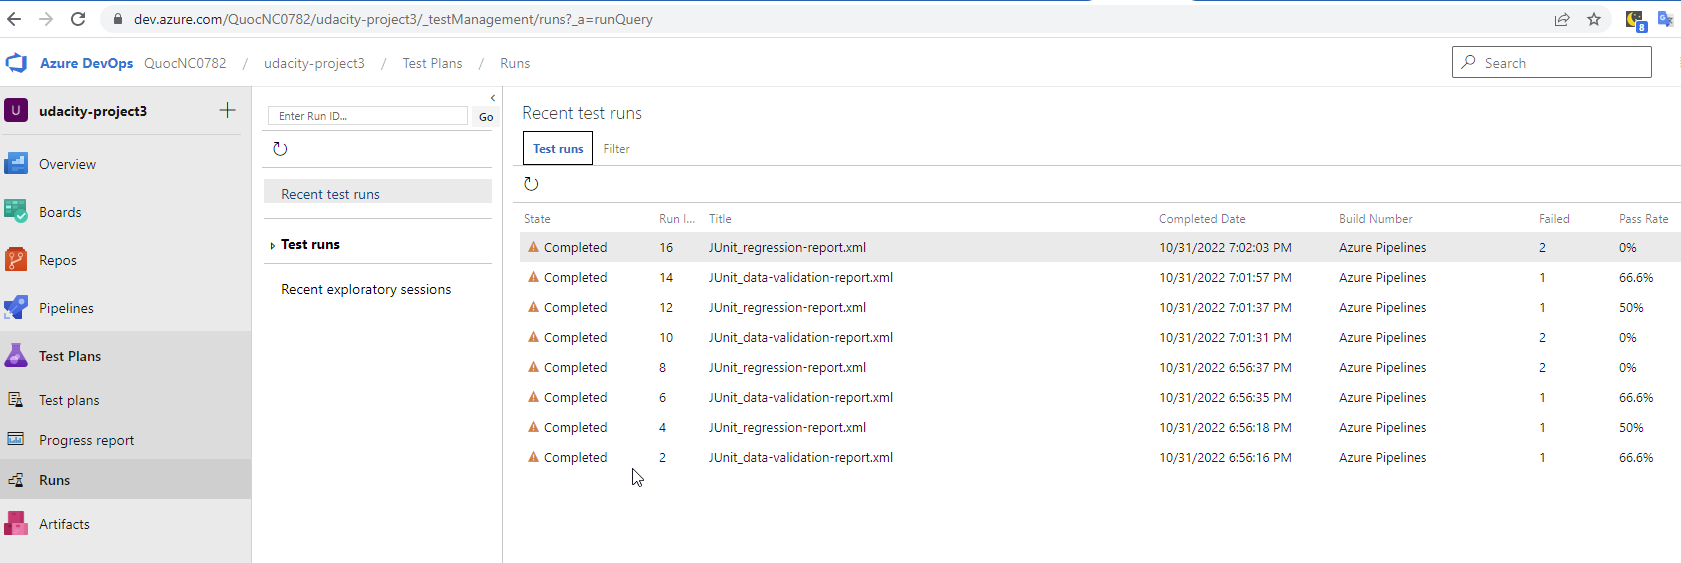 dev.azure.com/QuocNC0782/udacity-project3/_testManagement/runs?_a=runQuery
8
Azure DevOps QuocNC0782 / udacity-project3 / Test Plans / Runs
Search
U udacity-project3
Overview
Boards
Repos
Pipelines
Test Plans
Test plans
Progress report
Runs
Artifacts
Enter Run ID... Go
Recent test runs
Test runs
Recent exploratory sessions
Recent test runs
Test runs Filter
State Run I... Title Completed Date Build Number Failed Pass Rate
Completed 16 JUnit_regression-report.xml 10/31/2022 7:02:03 PM Azure Pipelines 2 0%
Completed 14 JUnit_data-validation-report.xml 10/31/2022 7:01:57 PM Azure Pipelines 1 66.6%
Completed 12 JUnit_regression-report.xml 10/31/2022 7:01:37 PM Azure Pipelines 1 50%
Completed 10 JUnit_data-validation-report.xml 10/31/2022 7:01:31 PM Azure Pipelines 2 0%
Completed 8 JUnit_regression-report.xml 10/31/2022 6:56:37 PM Azure Pipelines 2 0%
Completed 6 JUnit_data-validation-report.xml 10/31/2022 6:56:35 PM Azure Pipelines 1 66.6%
Completed 4 JUnit_regression-report.xml 10/31/2022 6:56:18 PM Azure Pipelines 1 50%
Completed 2 JUnit_data-validation-report.xml 10/31/2022 6:56:16 PM Azure Pipelines 1 66.6%